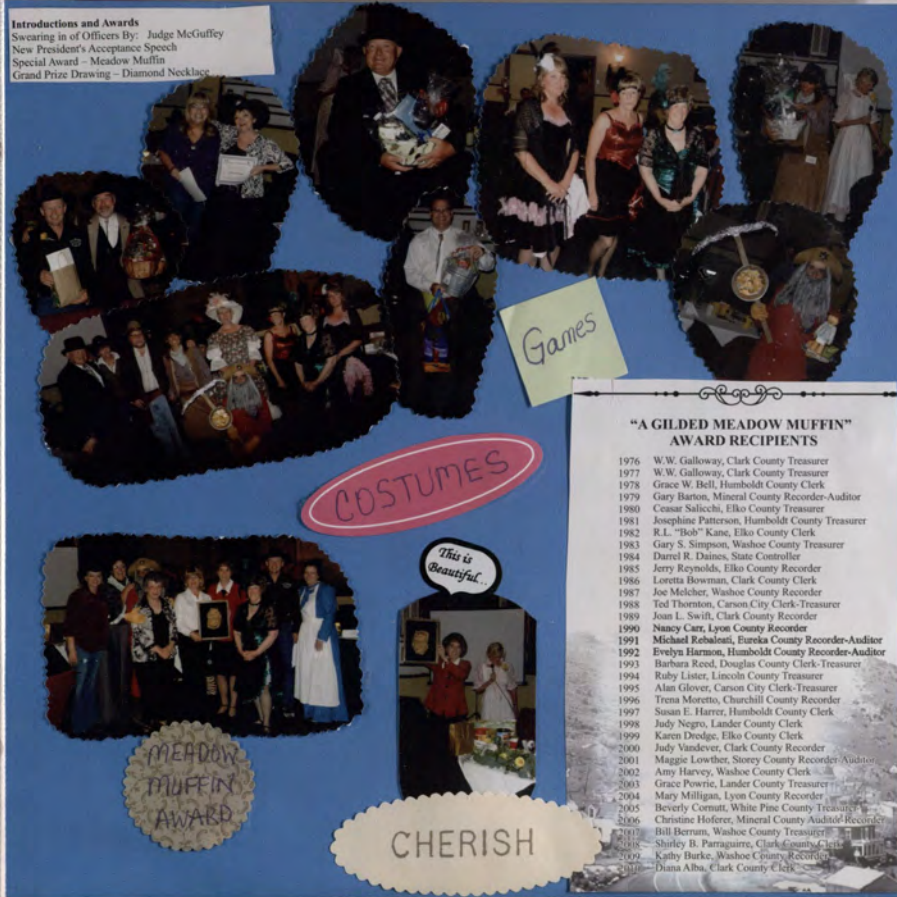 Introductions and Awards
Swearing in of Officers By: Judge McGuffey
New President's Acceptance Speech
Special Award – Meadow Muffin
Grand Prize Drawing – Diamond Necklace
Games
COSTUMES
"A GILDED MEADOW MUFFIN"
AWARD RECIPIENTS
1976 W.W. Galloway, Clark County Treasurer
1977 W.W. Galloway, Clark County Treasurer
1978 Grace W. Bell, Humboldt County Clerk
1979 Gary Barton, Mineral County Recorder-Auditor
1980 Ceasar Salicchi, Elko County Treasurer
1981 Josephine Patterson, Humboldt County Treasurer
1982 R.L. "Bob" Kane, Elko County Clerk
1983 Gary S. Simpson, Washoe County Treasurer
1984 Darrel R. Daines, State Controller
1985 Jerry Reynolds, Elko County Recorder
1986 Loretta Bowman, Clark County Clerk
1987 Joe Melcher, Washoe County Recorder
1988 Ted Thornton, Carson City Clerk-Treasurer
1989 Joan L. Swift, Clark County Recorder
1990 Nancy Carr, Lyon County Recorder
1991 Michael Rebaleati, Eureka County Recorder-Auditor
1992 Evelyn Harmon, Humboldt County Recorder-Auditor
1993 Barbara Reed, Douglas County Clerk-Treasurer
1994 Ruby Lister, Lincoln County Treasurer
1995 Alan Glover, Carson City Clerk-Treasurer
1996 Trena Moretto, Churchill County Recorder
1997 Susan E. Harrer, Humboldt County Clerk
1998 Judy Negro, Lander County Clerk
1999 Karen Dredge, Elko County Clerk
2000 Judy Vandever, Clark County Recorder
2001 Maggie Lowther, Storey County Recorder-Auditor
2002 Amy Harvey, Washoe County Clerk
2003 Grace Powrie, Lander County Treasurer
2004 Mary Milligan, Lyon County Recorder
2005 Beverly Cornutt, White Pine County Treasurer
2006 Christine Hoferer, Mineral County Auditor-Recorder
2007 Bill Berrum, Washoe County Treasurer
2008 Shirley B. Parraguirre, Clark County Clerk
2009 Kathy Burke, Washoe County Recorder
2010 Diana Alba, Clark County Clerk
This is
Beautiful...
MEADOW
MUFFIN
AWARD
CHERISH